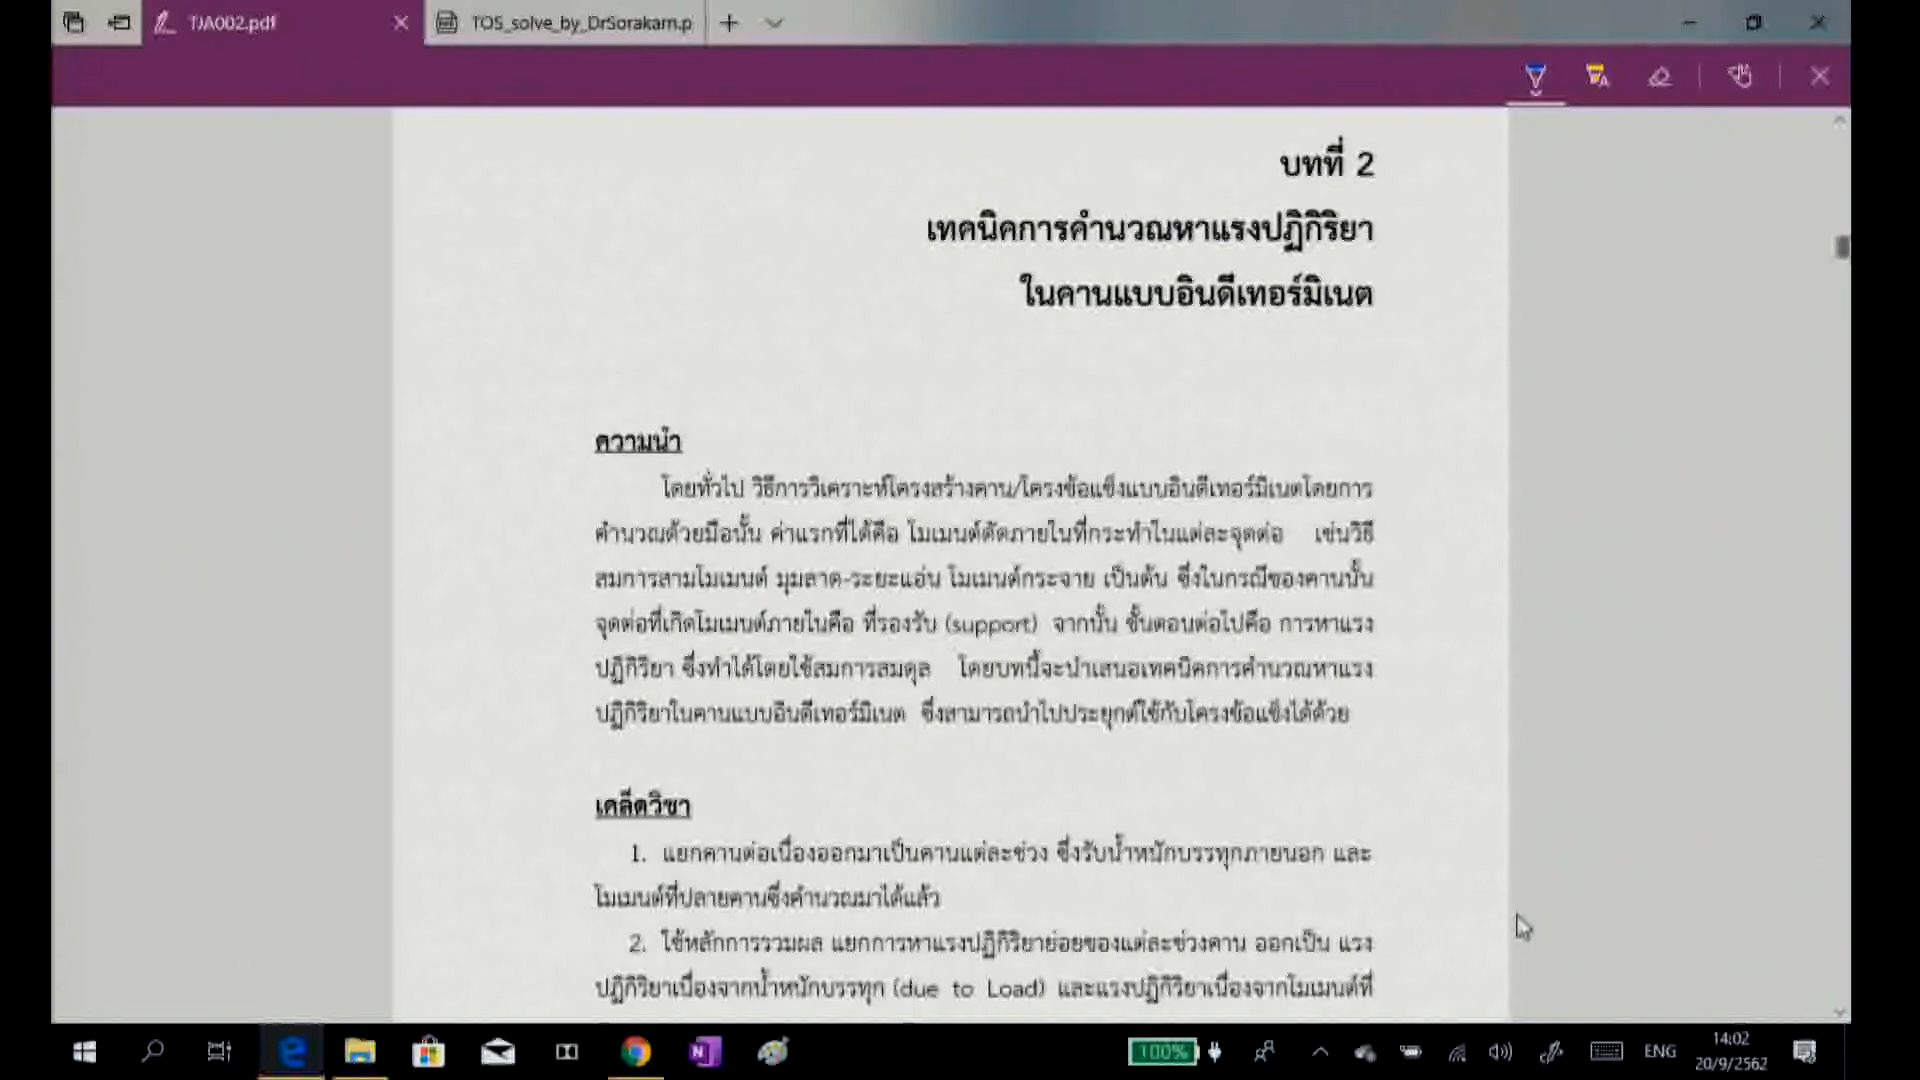 TJA002.pdf
TOS_solve_by_DrSorakarn.p
บทที่ 2
เทคนิคการคำนวณหาแรงปฏิกิริยา
ในคานแบบอินดีเทอร์มิเนต
ความนำ
โดยทั่วไป วิธีการวิเคราะห์โครงสร้างคาน/โครงข้อแข็งแบบอินดีเทอร์มิเนตโดยการ
คำนวณด้วยมือนั้น ค่าแรกที่ได้คือ โมเมนต์ดัดภายในที่กระทำในแต่ละจุดต่อ เช่นวิธี
สมการสามโมเมนต์ มุมลาด-ระยะแอ่น โมเมนต์กระจาย เป็นต้น ซึ่งในกรณีของคานนั้น
จุดต่อที่เกิดโมเมนต์ภายในคือ ที่รองรับ (support) จากนั้น ขั้นตอนต่อไปคือ การหาแรง
ปฏิกิริยา ซึ่งทำได้โดยใช้สมการสมดุล โดยบทนี้จะนำเสนอเทคนิคการคำนวณหาแรง
ปฏิกิริยาในคานแบบอินดีเทอร์มิเนต ซึ่งสามารถนำไปประยุกต์ใช้กับโครงข้อแข็งได้ด้วย
เคล็ดวิชา
1. แยกคานต่อเนื่องออกมาเป็นคานแต่ละช่วง ซึ่งรับน้ำหนักบรรทุกภายนอก และ
โมเมนต์ที่ปลายคานซึ่งคำนวณมาได้แล้ว
2. ใช้หลักการรวมผล แยกการหาแรงปฏิกิริยาย่อยของแต่ละช่วงคาน ออกเป็น แรง
ปฏิกิริยาเนื่องจากน้ำหนักบรรทุก (due to Load) และแรงปฏิกิริยาเนื่องจากโมเมนต์ที่
100%
ENG
14:02
20/9/2562